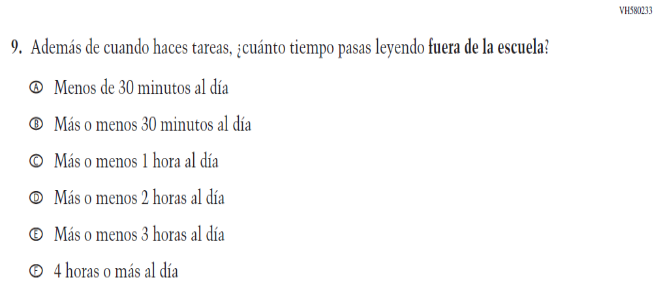 VH580233
9. Además de cuando haces tareas, ¿cuánto tiempo pasas leyendo fuera de la escuela?
Ⓐ Menos de 30 minutos al día
Ⓑ Más o menos 30 minutos al día
Ⓒ Más o menos 1 hora al día
Ⓓ Más o menos 2 horas al día
Ⓔ Más o menos 3 horas al día
Ⓕ 4 horas o más al día